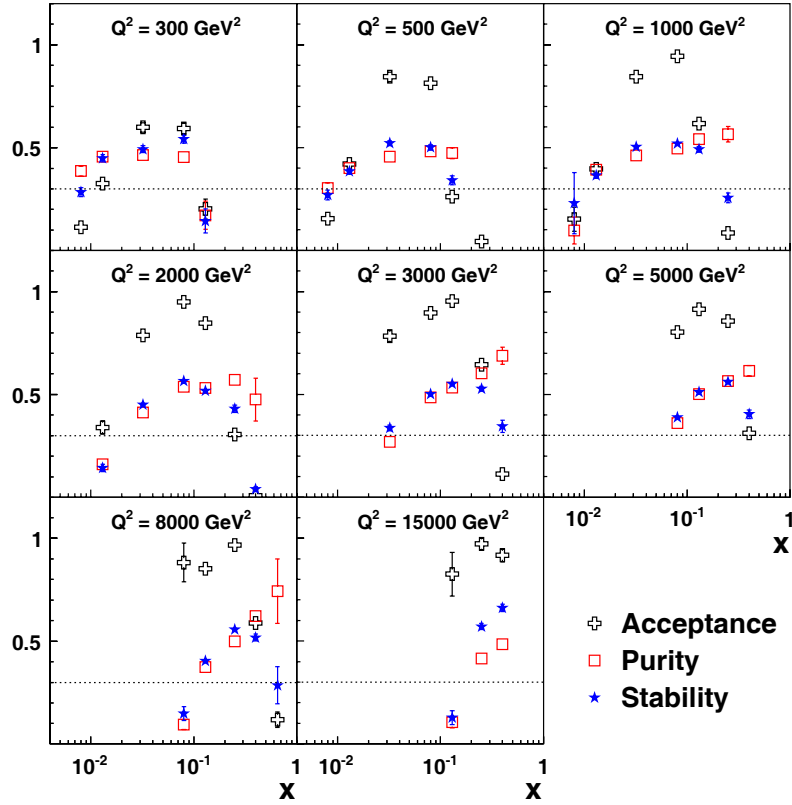 Q² = 300 GeV²
Q² = 500 GeV²
Q² = 1000 GeV²
1
0.5
Q² = 2000 GeV²
Q² = 3000 GeV²
Q² = 5000 GeV²
1
0.5
10⁻² 10⁻¹ 1
x
Q² = 8000 GeV²
Q² = 15000 GeV²
1
0.5
Acceptance
Purity
Stability
10⁻² 10⁻¹ 1
x
10⁻² 10⁻¹ 1
x